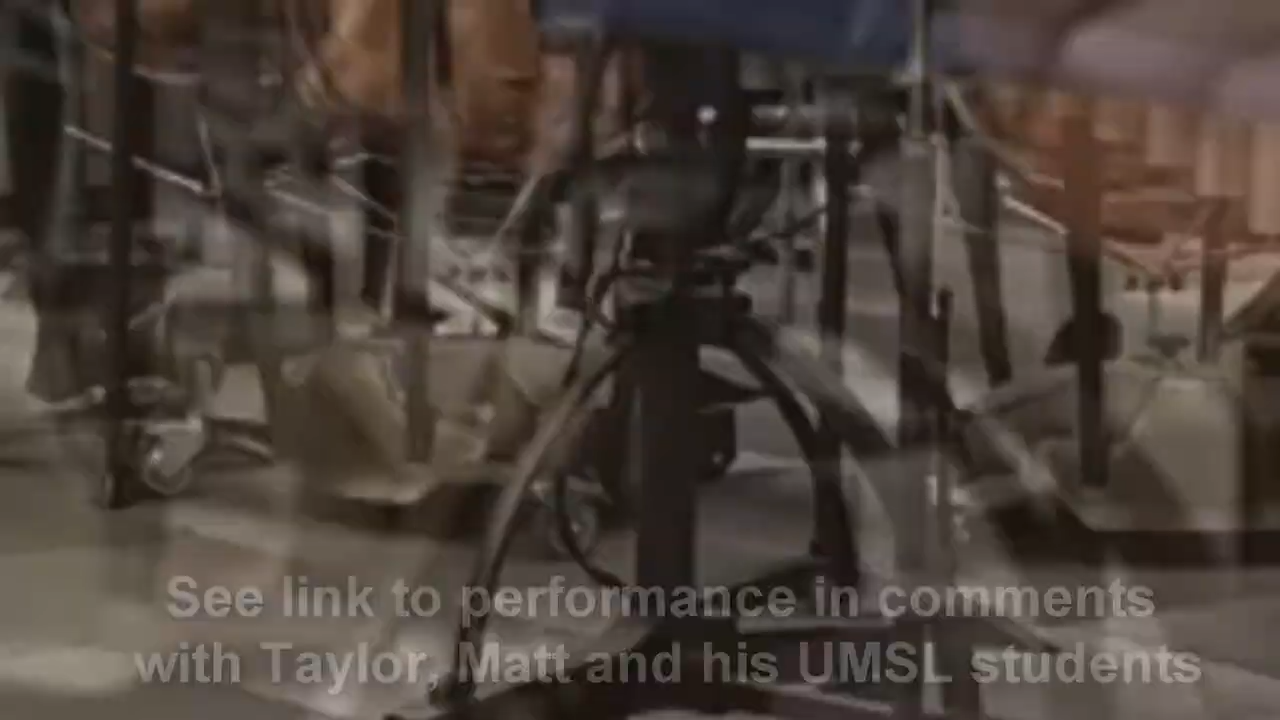 See link to performance in comments
with Taylor, Matt and his UMSL students